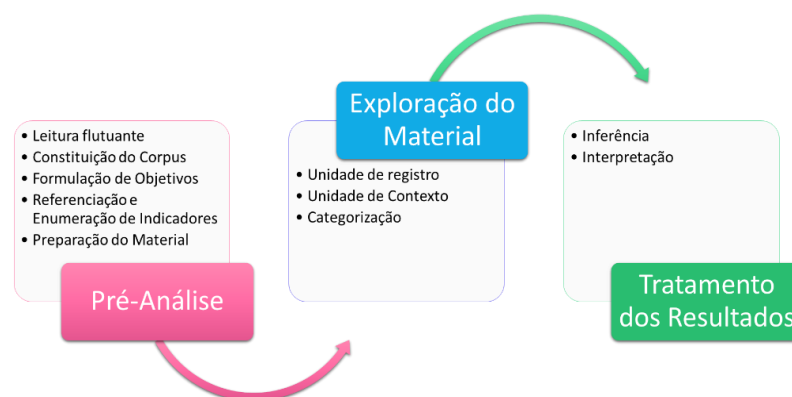 • Leitura flutuante
• Constituição do Corpus
• Formulação de Objetivos
• Referenciação e
Enumeração de Indicadores
• Preparação do Material
Pré-Análise
Exploração do
Material
• Unidade de registro
• Unidade de Contexto
• Categorização
• Inferência
• Interpretação
Tratamento
dos Resultados